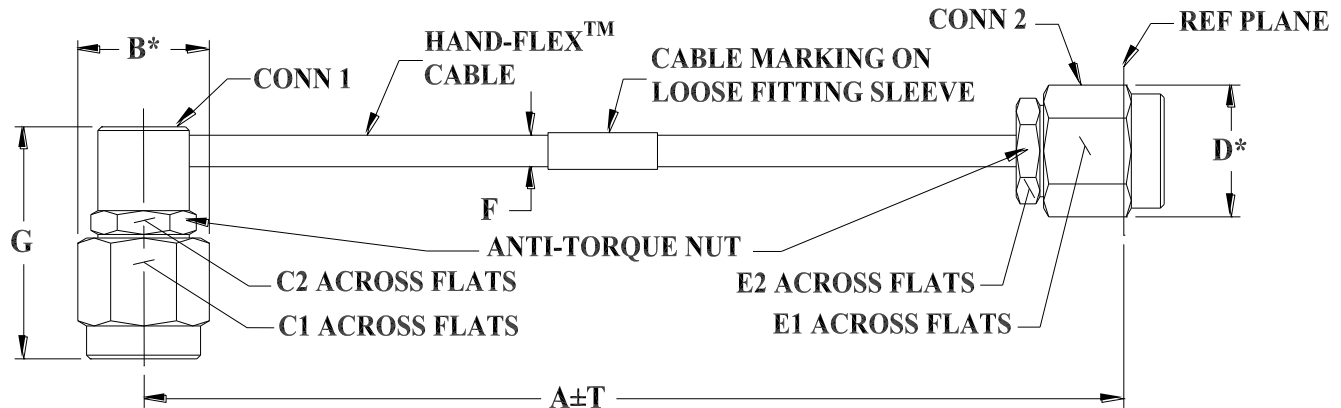 B*
CONN 1
HAND-FLEX™
CABLE
CABLE MARKING ON
LOOSE FITTING SLEEVE
CONN 2
REF PLANE
D*
F
G
ANTI-TORQUE NUT
C2 ACROSS FLATS
C1 ACROSS FLATS
E2 ACROSS FLATS
E1 ACROSS FLATS
A±T